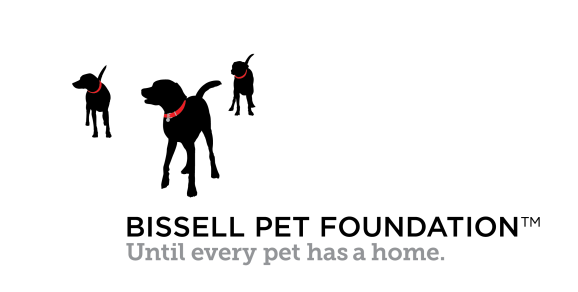 BISSELL PET FOUNDATION™
Until every pet has a home.